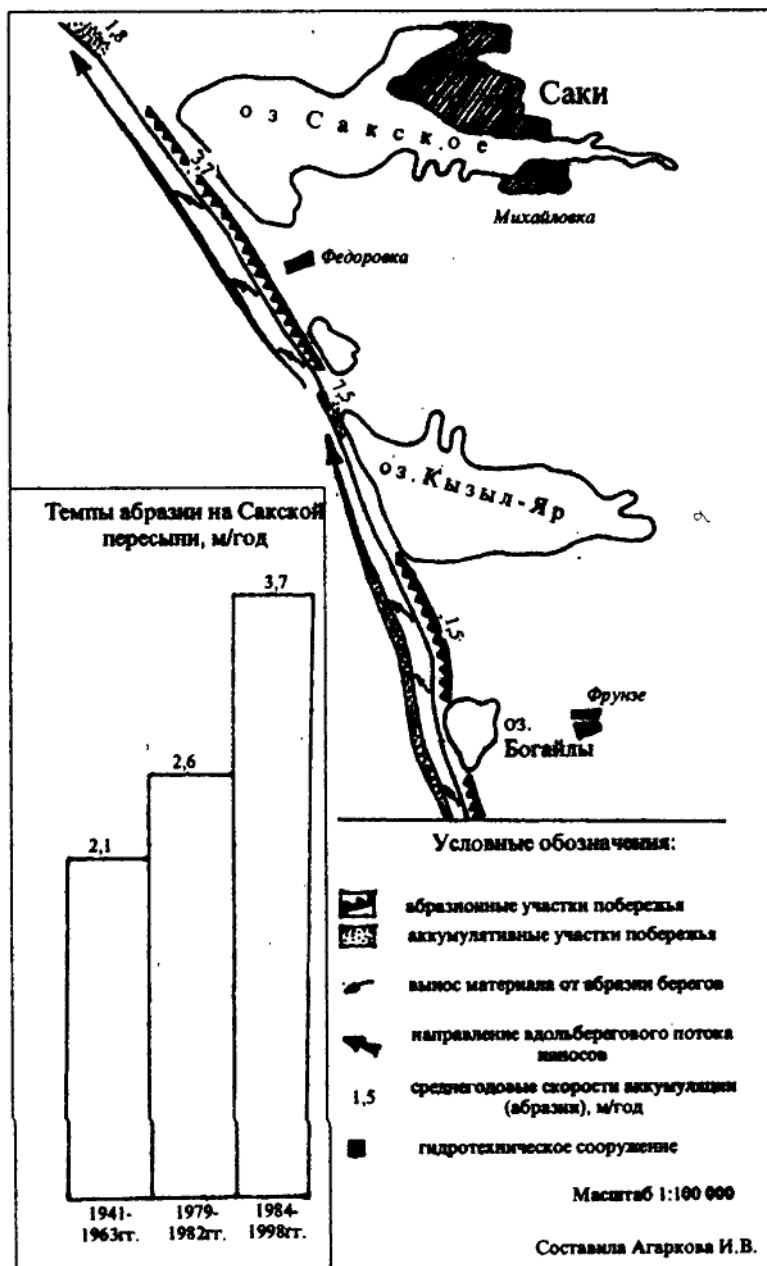 1,8
Саки
оз Сакск.ое
3,7
Михайловка
Федоровка
1,5
оз.Кызыл-Яр
Темпы абразии на Сакской
пересыпи, м/год
3,7
1,5
2,6
Фрунзе
оз.
Богайлы
2,1
Условные обозначения:
абразионные участки побережья
аккумулятивные участки побережья
вынос материала от абразии берегов
направление вдольберегового потока
наносов
1,5 среднегодовые скорости аккумуляции
(абразии), м/год
гидротехническое сооружение
Масштаб 1:100 000
1941-
1963гг.
1979-
1982гг.
1984-
1998гг.
Составила Агаркова И.В.